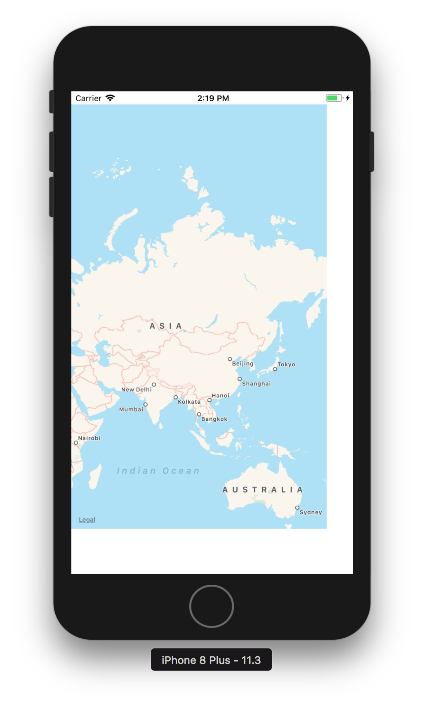 Carrier 2:19 PM
ASIA
Beijing
Tokyo
Shanghai
New Delhi
Hanoi
Kolkata
Mumbai
Bangkok
Nairobi
Indian Ocean
AUSTRALIA
Sydney
Legal
iPhone 8 Plus - 11.3